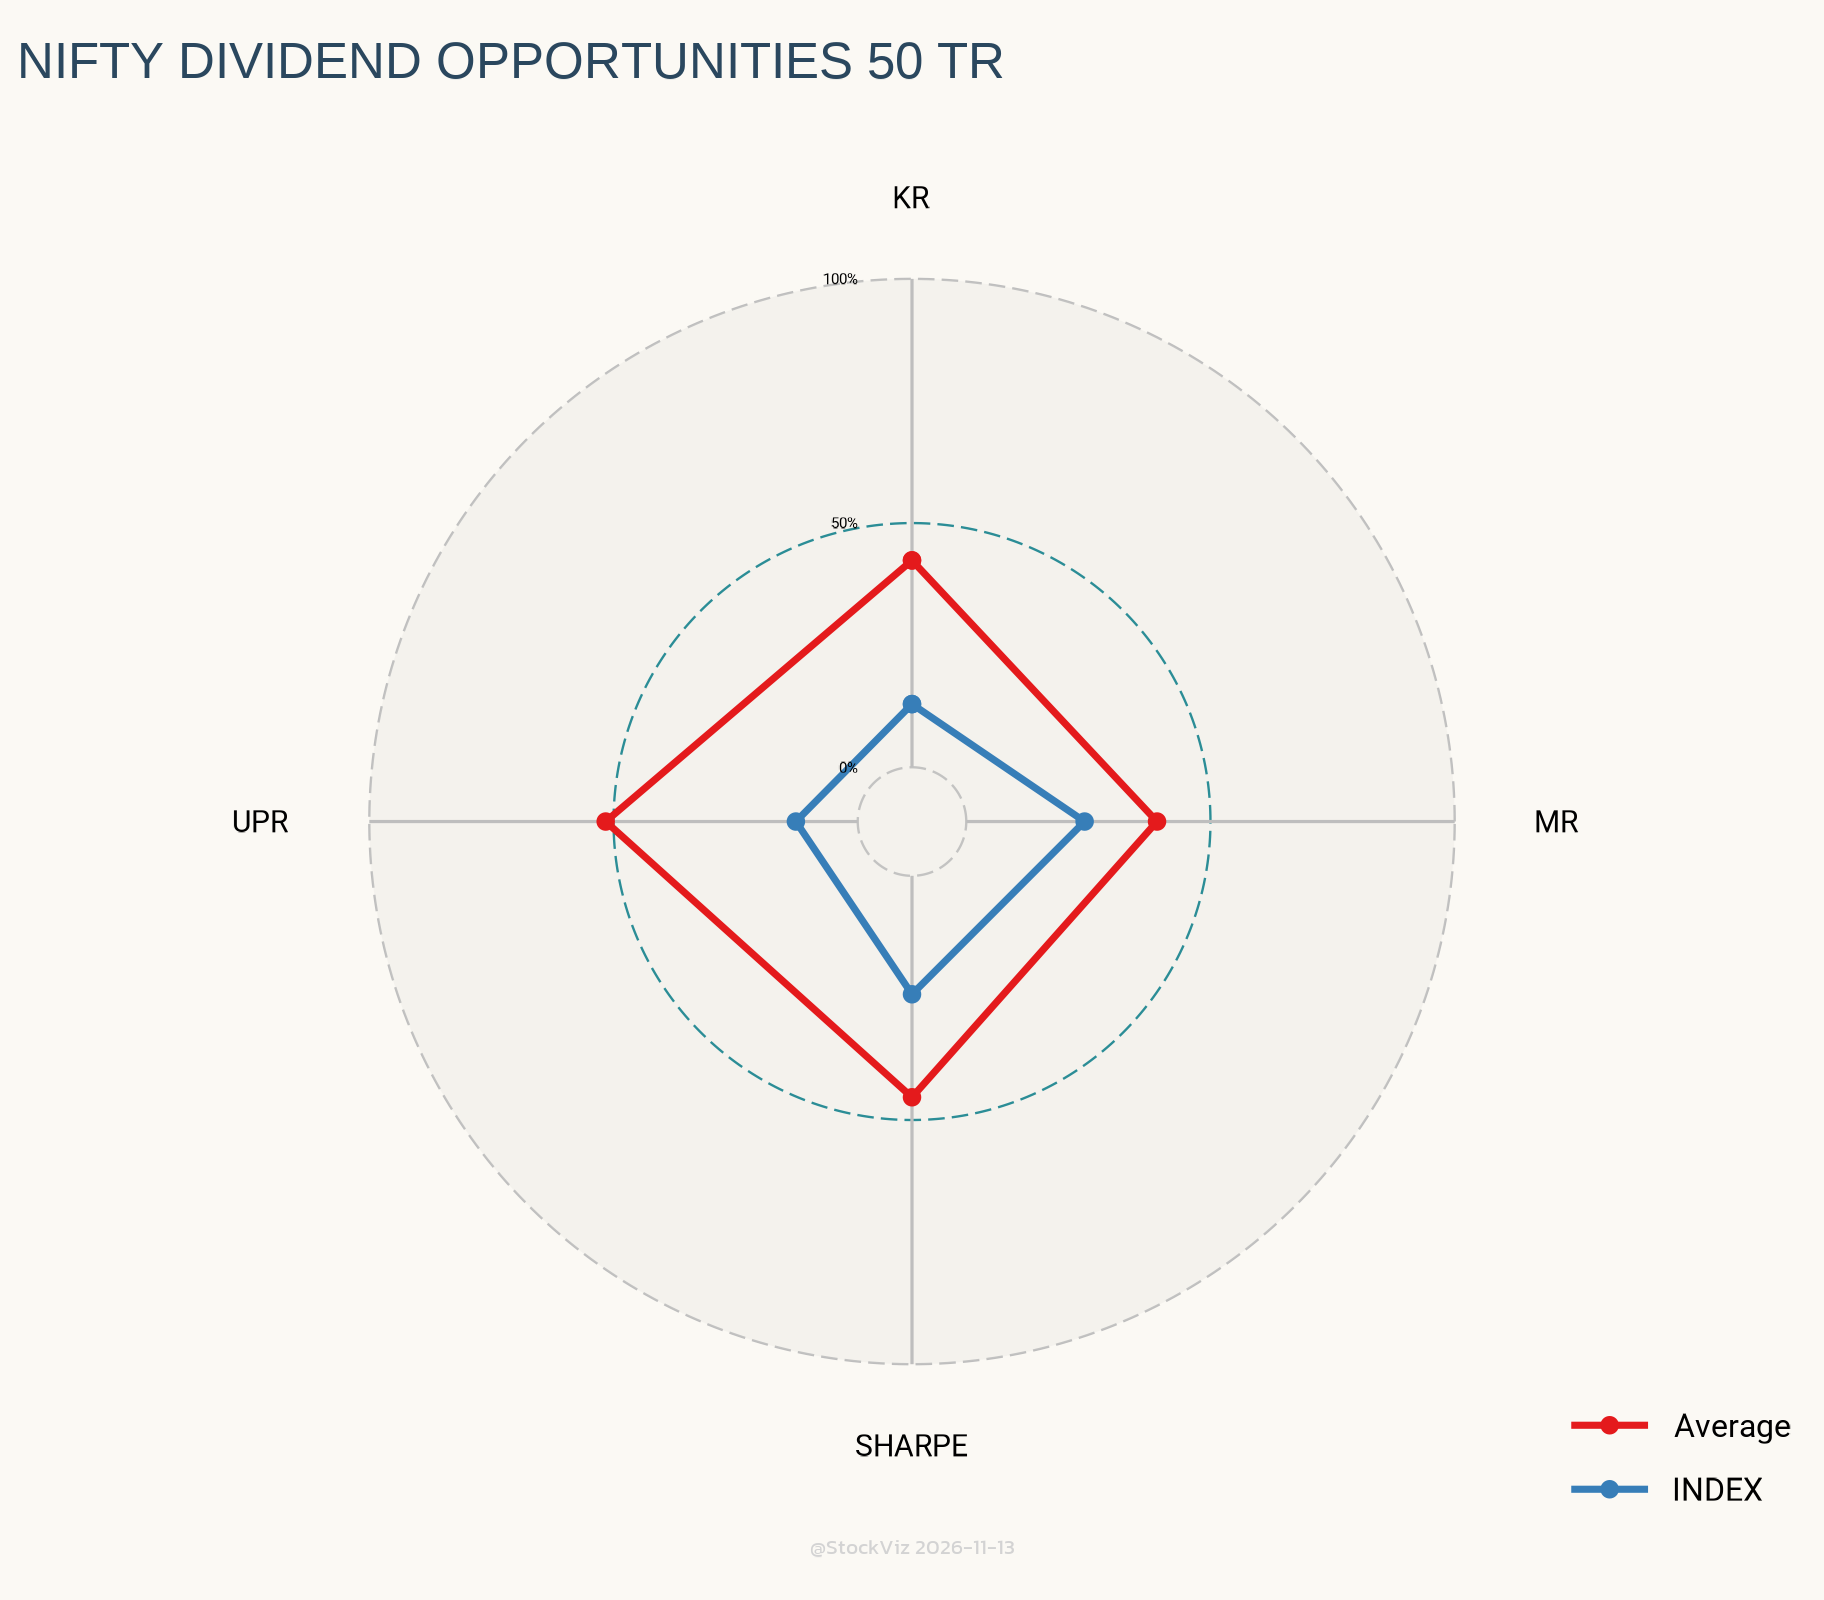 NIFTY DIVIDEND OPPORTUNITIES 50 TR
KR
100%
50%
0%
UPR
MR
SHARPE
Average
INDEX
@StockViz 2026-11-13